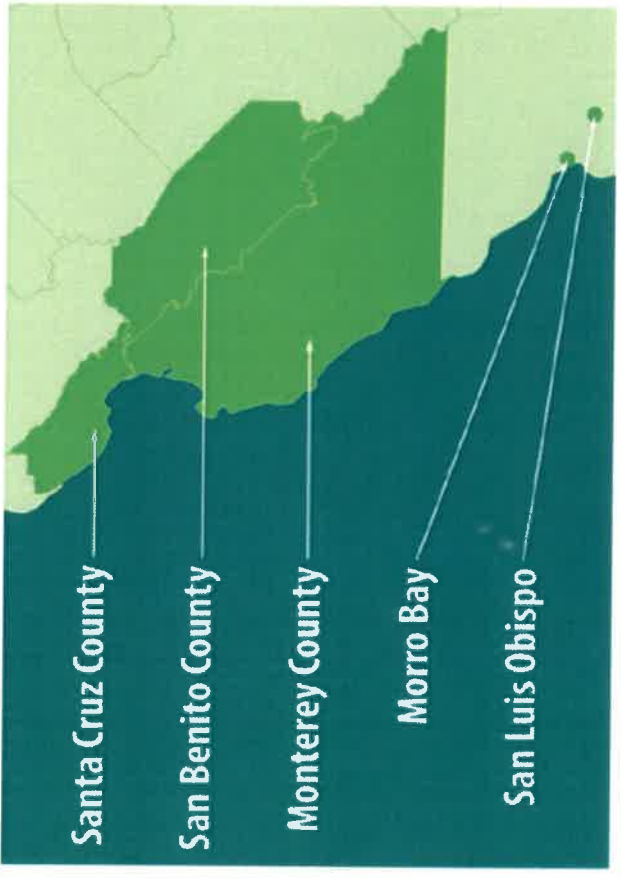 Santa Cruz County
San Benito County
Monterey County
Morro Bay
San Luis Obispo